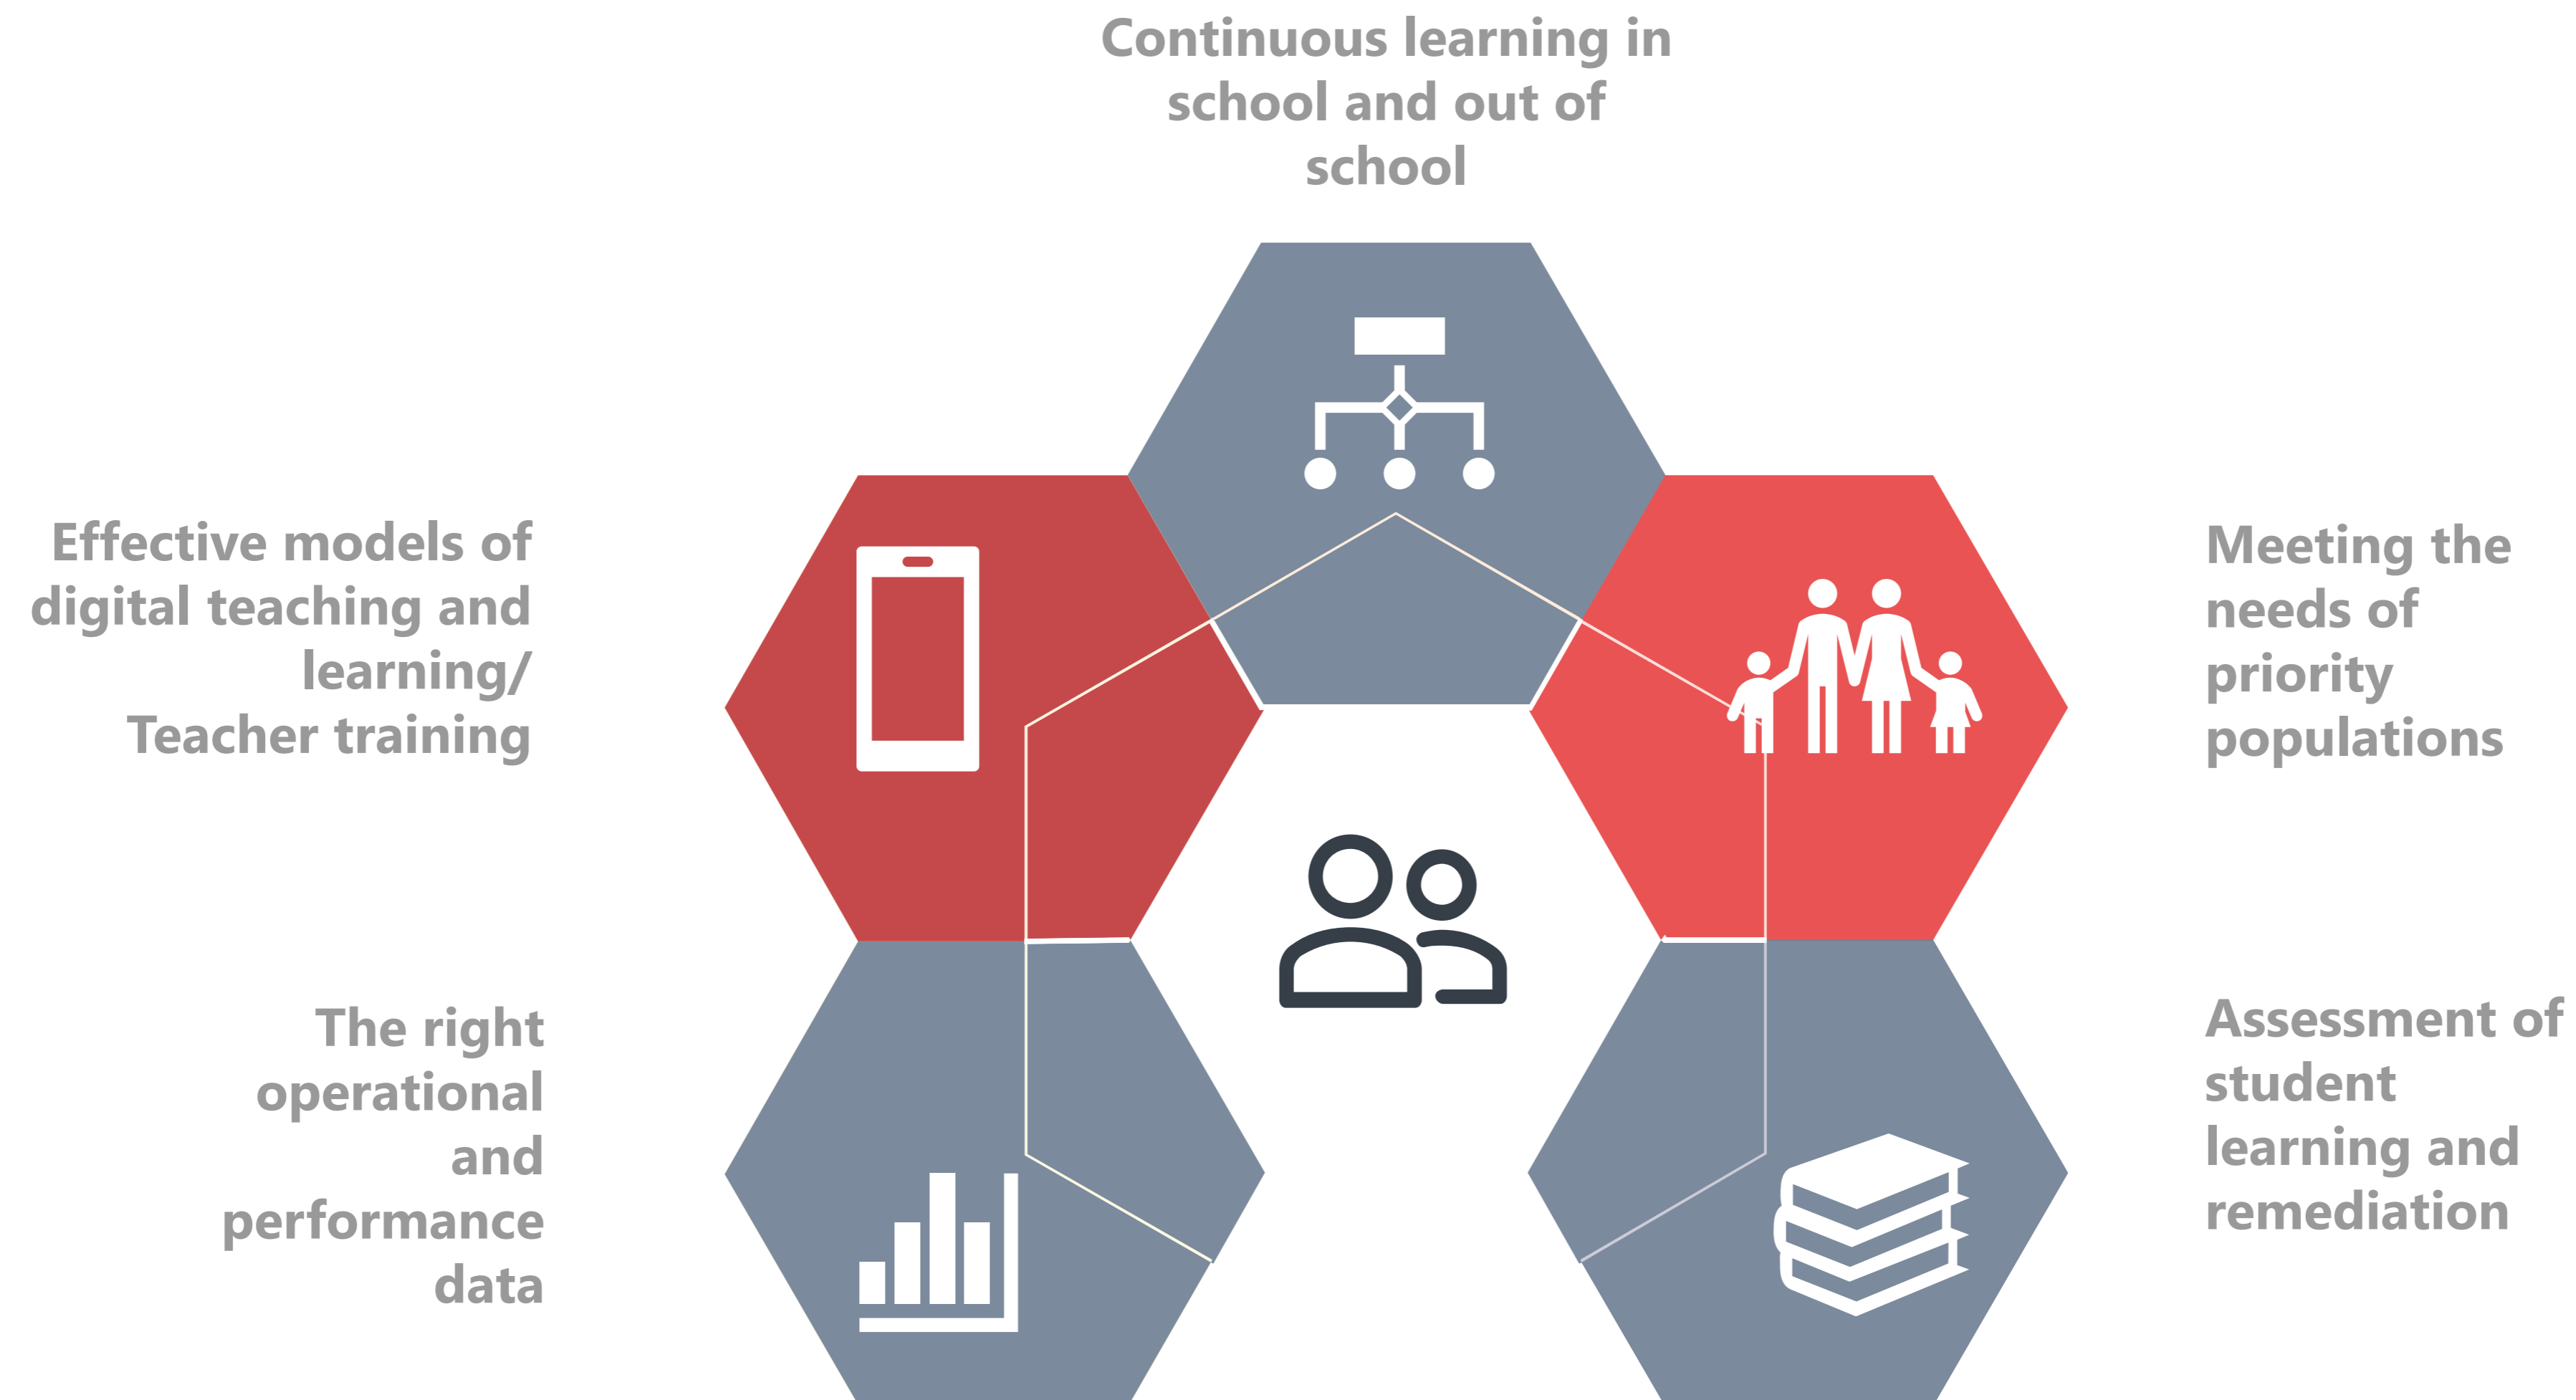 Continuous learning in
school and out of
school
Effective models of
digital teaching and
learning/
Teacher training
Meeting the
needs of
priority
populations
The right
operational
and
performance
data
Assessment of
student
learning and
remediation